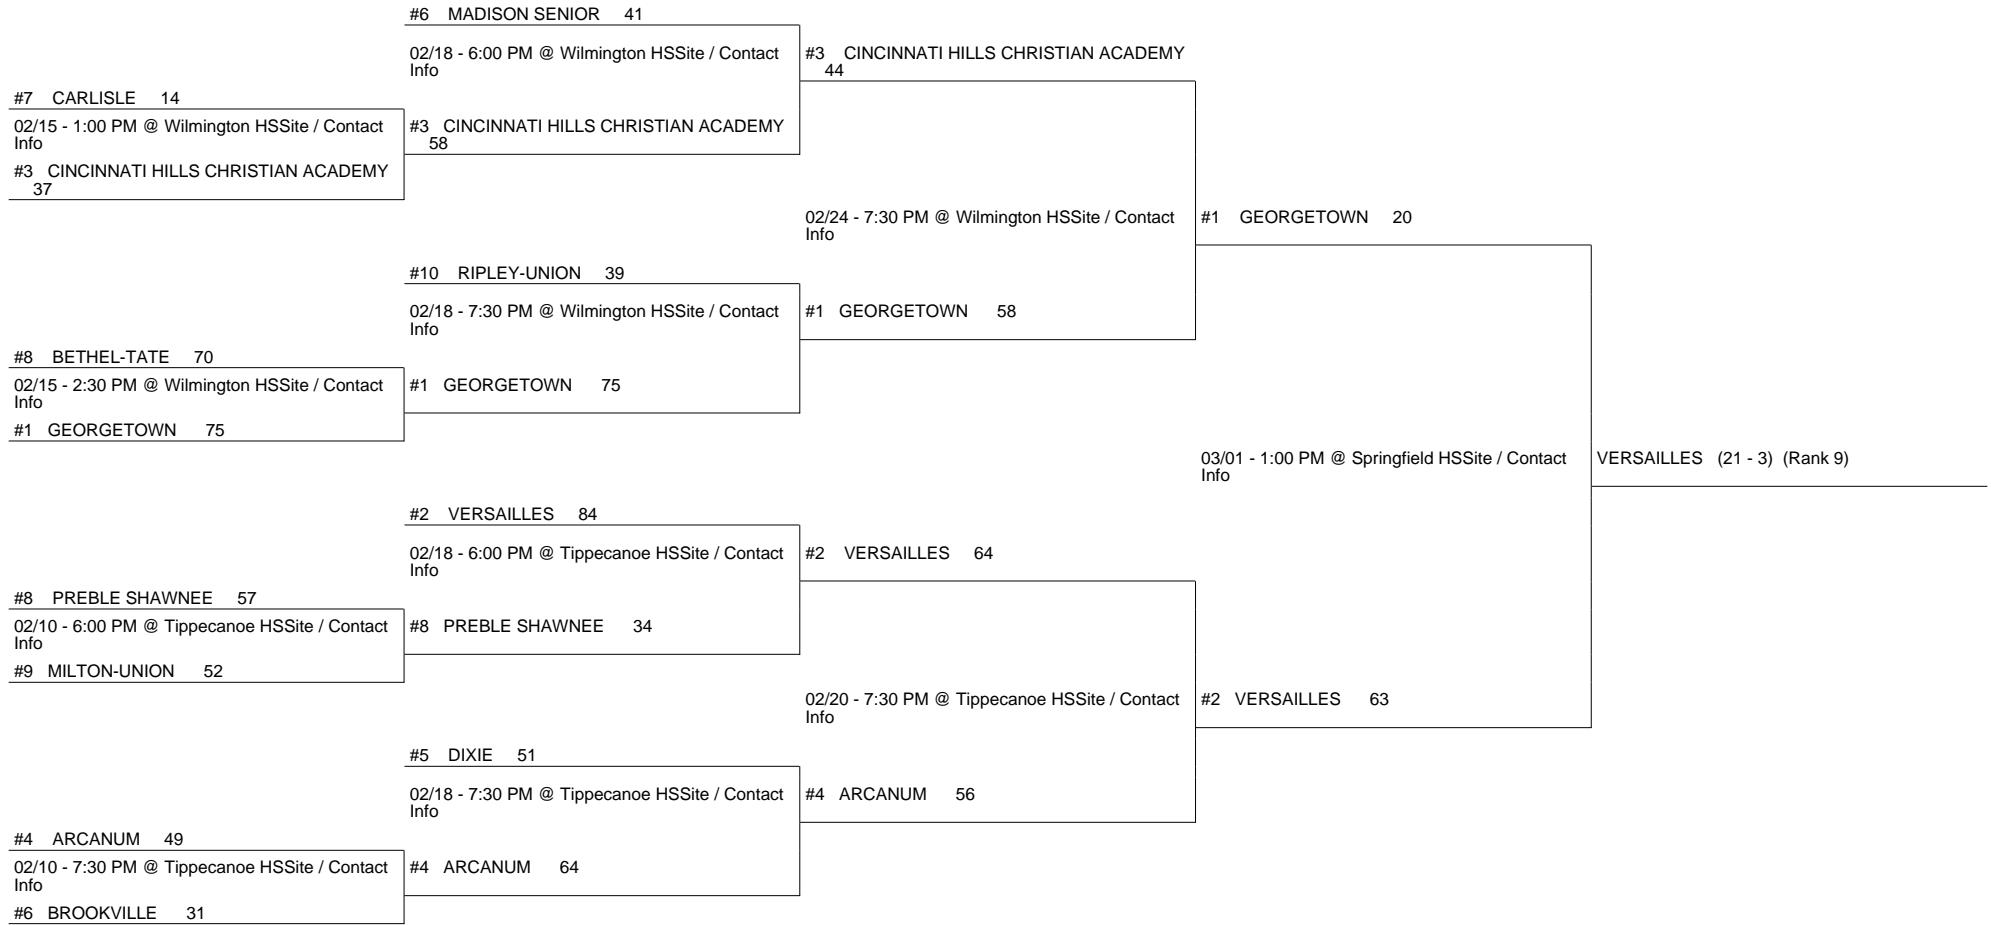 #6 MADISON SENIOR 41
02/18 - 6:00 PM @ Wilmington HSSite / Contact
Info
#3 CINCINNATI HILLS CHRISTIAN ACADEMY
44
#7 CARLISLE 14
02/15 - 1:00 PM @ Wilmington HSSite / Contact
Info
#3 CINCINNATI HILLS CHRISTIAN ACADEMY
58
#3 CINCINNATI HILLS CHRISTIAN ACADEMY
37
02/24 - 7:30 PM @ Wilmington HSSite / Contact
Info
#1 GEORGETOWN 20
#10 RIPLEY-UNION 39
02/18 - 7:30 PM @ Wilmington HSSite / Contact
Info
#1 GEORGETOWN 58
#8 BETHEL-TATE 70
02/15 - 2:30 PM @ Wilmington HSSite / Contact
Info
#1 GEORGETOWN 75
#1 GEORGETOWN 75
03/01 - 1:00 PM @ Springfield HSSite / Contact
Info
VERSAILLES (21 - 3) (Rank 9)
#2 VERSAILLES 84
02/18 - 6:00 PM @ Tippecanoe HSSite / Contact
Info
#2 VERSAILLES 64
#8 PREBLE SHAWNEE 57
02/10 - 6:00 PM @ Tippecanoe HSSite / Contact
Info
#8 PREBLE SHAWNEE 34
#9 MILTON-UNION 52
02/20 - 7:30 PM @ Tippecanoe HSSite / Contact
Info
#2 VERSAILLES 63
#5 DIXIE 51
02/18 - 7:30 PM @ Tippecanoe HSSite / Contact
Info
#4 ARCANUM 56
#4 ARCANUM 49
02/10 - 7:30 PM @ Tippecanoe HSSite / Contact
Info
#4 ARCANUM 64
#6 BROOKVILLE 31